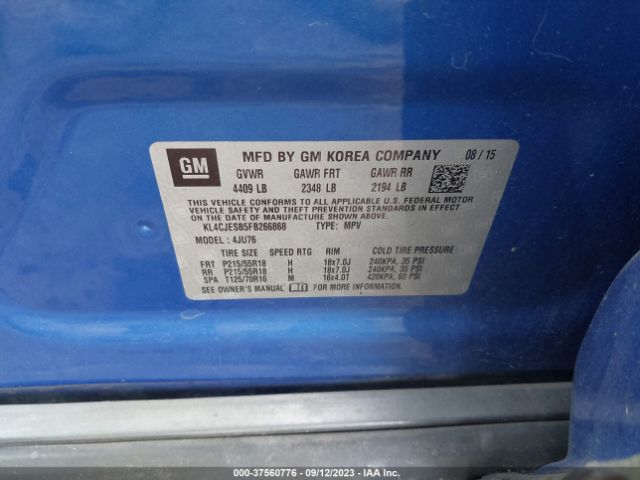 GM MFD BY GM KOREA COMPANY 08 / 15
GVWR GAWR FRT GAWR RR
4409 LB 2348 LB 2194 LB
THIS VEHICLE CONFORMS TO ALL APPLICABLE U.S. FEDERAL MOTOR
VEHICLE SAFETY, BUMPER, AND THEFT PREVENTION STANDARDS IN EFFECT
ON THE DATE OF MANUFACTURE SHOWN ABOVE.
KL4CJESB5FB266868 TYPE: MPV
MODEL : 4JU76
TIRE SIZE SPEED RTG RIM COLD TIRE PRESSURE
FRT P215/55R18 H 18x7.0J 240KPA, 35 PSI
RR P215/55R18 H 18x7.0J 240KPA, 35 PSI
SPA T125/70R16 M 16x4.0T 420KPA, 60 PSI
SEE OWNER'S MANUAL FOR ADDITIONAL INFORMATION.
000-37560776 - 09/12/2023 - IAA Inc.